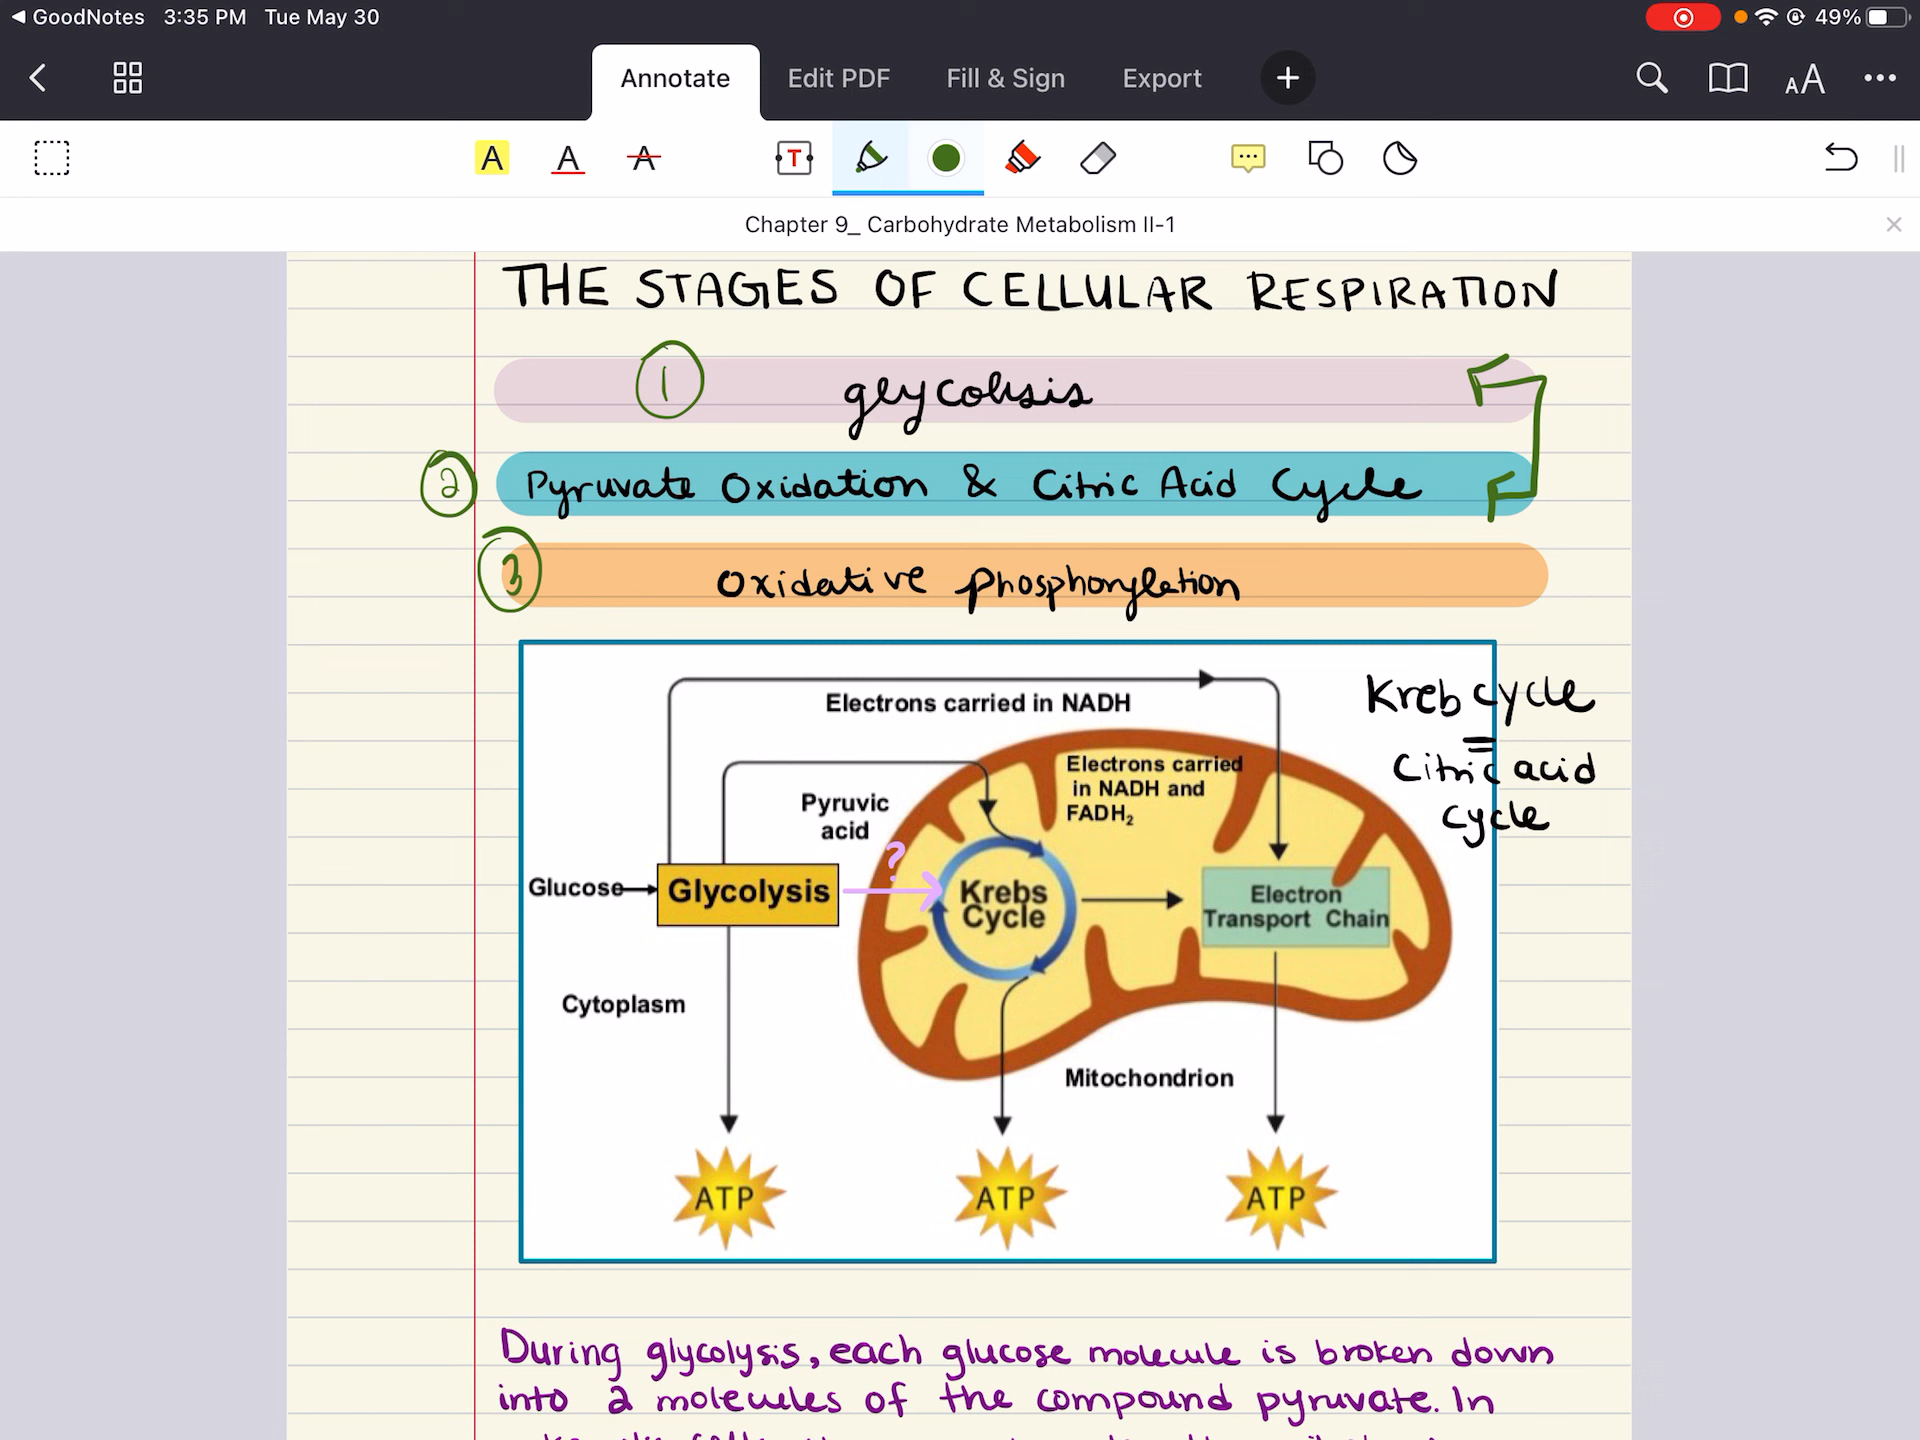 GoodNotes 3:35 PM Tue May 30 49%
Annotate Edit PDF Fill & Sign Export
A A A T AA
Chapter 9_ Carbohydrate Metabolism II-1
THE STAGES OF CELLULAR RESPIRATION
1 glycolysis
2 Pyruvate Oxidation & Citric Acid Cycle
3 Oxidative phosphorylation
Electrons carried in NADH
Kreb cycle
=
Citric acid
cycle
Electrons carried
in NADH and
FADH₂
Pyruvic
acid
?
Glucose
Glycolysis
Krebs
Cycle
Electron
Transport Chain
Cytoplasm
Mitochondrion
ATP ATP ATP
During glycolysis, each glucose molecule is broken down
into 2 molecules of the compound pyruvate. In